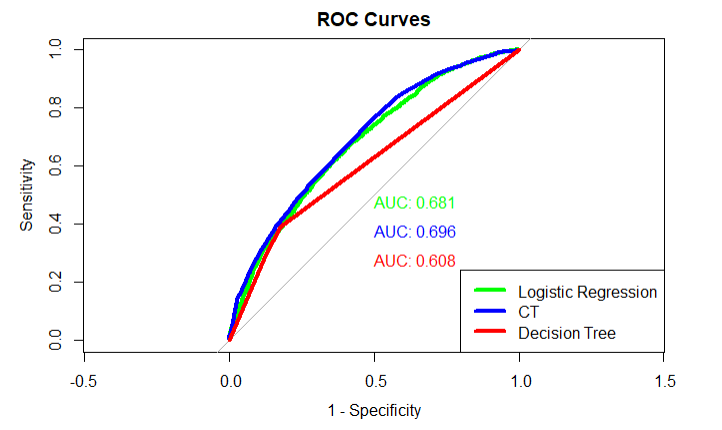 ROC Curves
Sensitivity
1.0
0.8
0.6
0.4
0.2
0.0
AUC: 0.681
AUC: 0.696
AUC: 0.608
Logistic Regression
CT
Decision Tree
-0.5 0.0 0.5 1.0 1.5
1 - Specificity